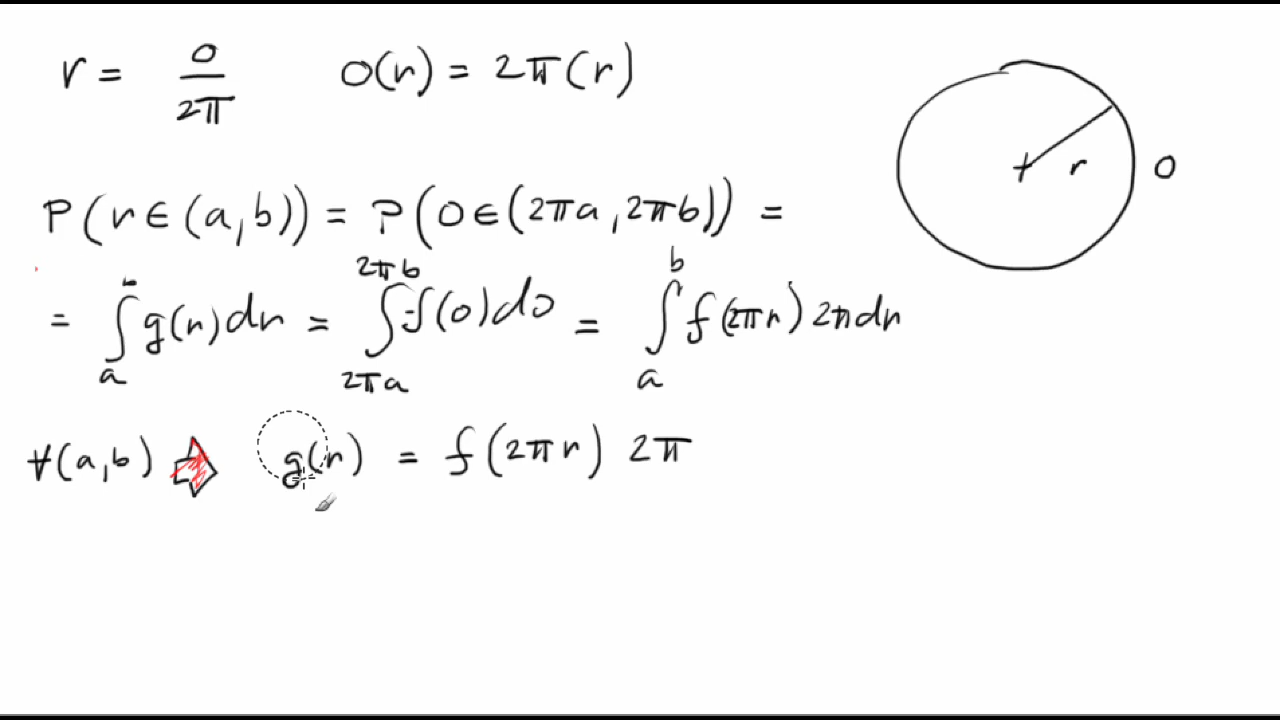 r = o/2π o(r) = 2π(r)
r o
P(r∈(a,b)) = P(o∈(2πa,2πb)) =
= ∫_a^b g(r)dr = ∫_{2πa}^{2πb} f(o)do = ∫_a^b f(2πr) 2πdr
∀(a,b) ⇒ g(r) = f(2πr) 2π